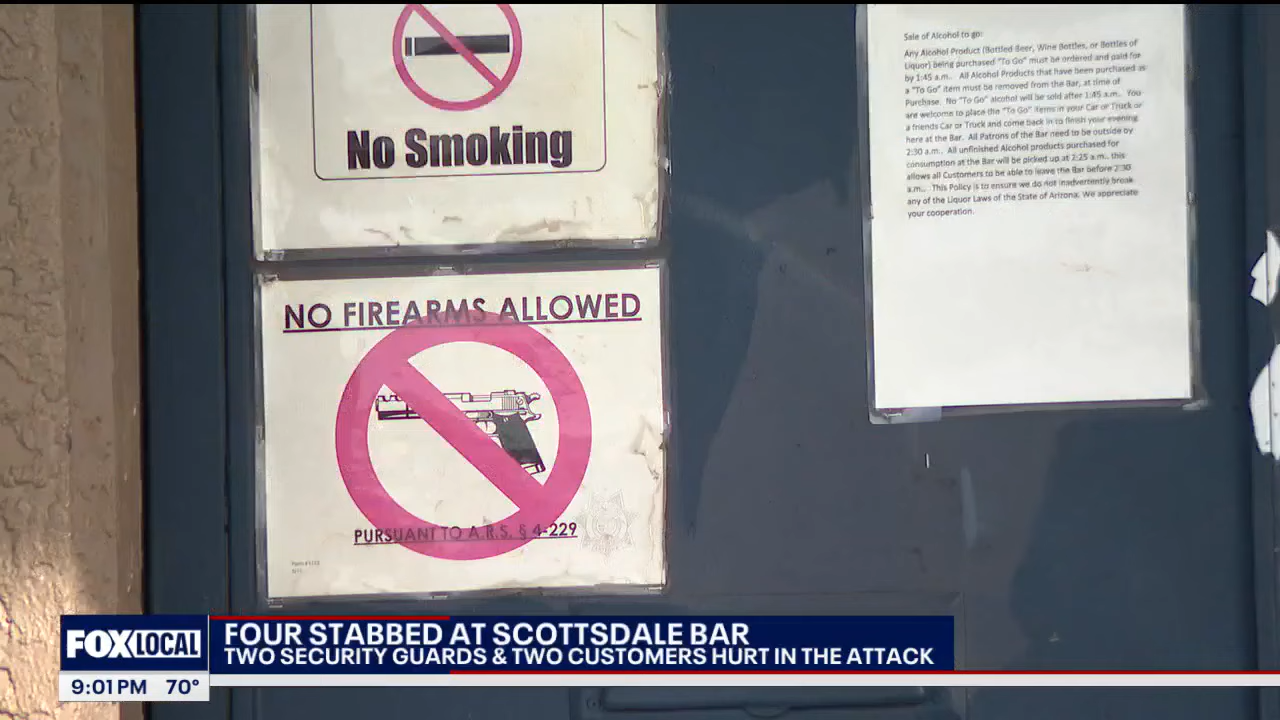 No Smoking
NO FIREARMS ALLOWED
PURSUANT TO A.R.S. § 4-229
Sale of Alcohol to go:
Any Alcohol Product (Bottled Beer, Wine Bottles, or Bottles of
Liquor) being purchased "To Go" must be ordered and paid for
by 1:45 a.m.. All Alcohol Products that have been purchased as
a "To Go" item must be removed from the Bar, at time of
Purchase. No "To Go" alcohol will be sold after 1:45 a.m.. You
are welcome to place the "To Go" items in your Car or Truck or
a friends Car or Truck and come back in to finish your evening
here at the Bar. All Patrons of the Bar need to be outside by
2:30 a.m.. All unfinished Alcohol products purchased for
consumption at the Bar will be picked up at 2:25 a.m., this
allows all Customers to be able to leave the Bar before 2:30
a.m.. This Policy is to ensure we do not inadvertently break
any of the Liquor Laws of the State of Arizona. We appreciate
your cooperation.
FOX LOCAL
9:01 PM 70°
FOUR STABBED AT SCOTTSDALE BAR
TWO SECURITY GUARDS & TWO CUSTOMERS HURT IN THE ATTACK